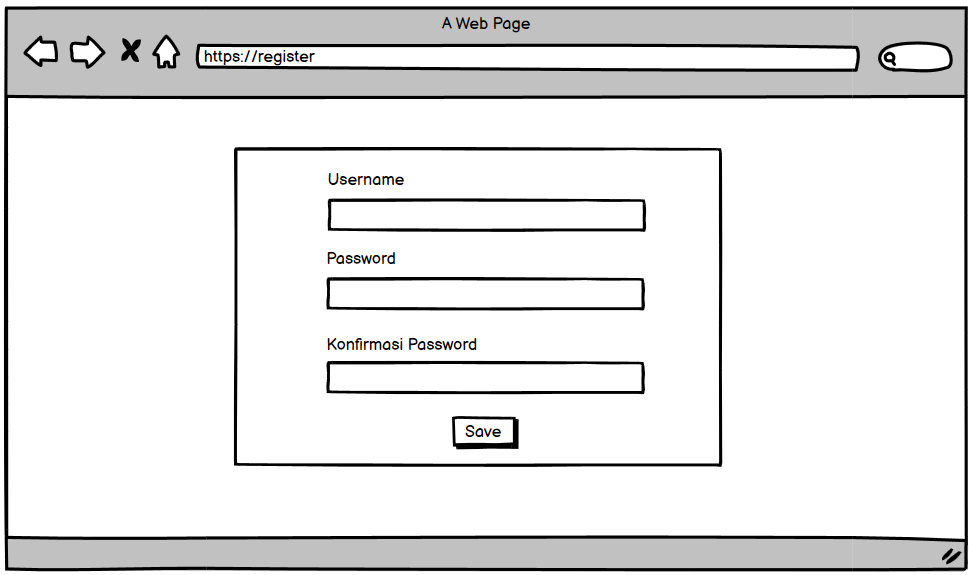 A Web Page
https://register
Username
Password
Konfirmasi Password
Save